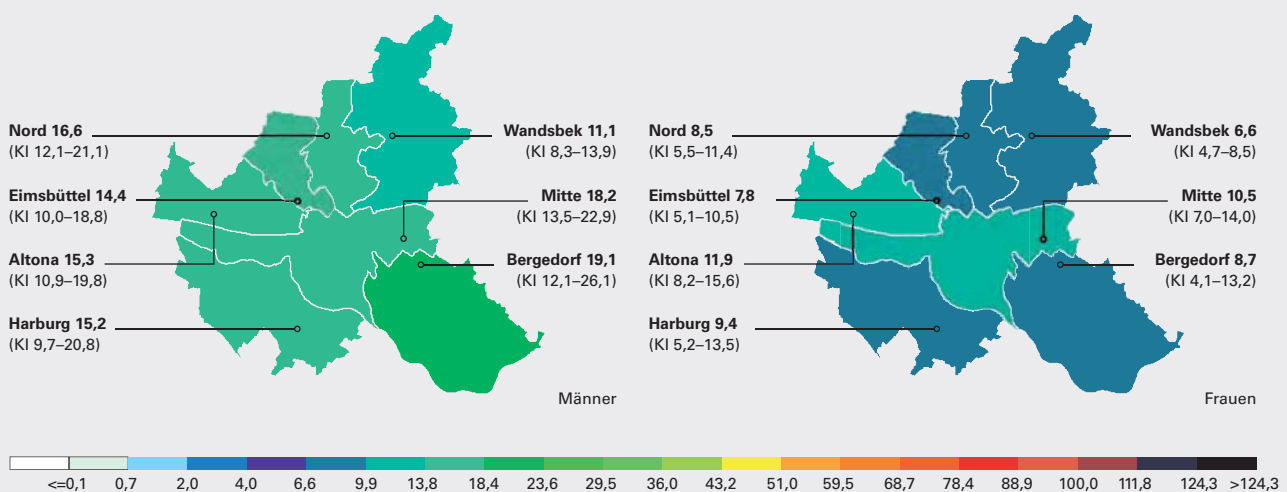 Nord 16,6
(KI 12,1–21,1)
Eimsbüttel 14,4
(KI 10,0–18,8)
Altona 15,3
(KI 10,9–19,8)
Harburg 15,2
(KI 9,7–20,8)
Wandsbek 11,1
(KI 8,3–13,9)
Mitte 18,2
(KI 13,5–22,9)
Bergedorf 19,1
(KI 12,1–26,1)
Männer
Nord 8,5
(KI 5,5–11,4)
Eimsbüttel 7,8
(KI 5,1–10,5)
Altona 11,9
(KI 8,2–15,6)
Harburg 9,4
(KI 5,2–13,5)
Wandsbek 6,6
(KI 4,7–8,5)
Mitte 10,5
(KI 7,0–14,0)
Bergedorf 8,7
(KI 4,1–13,2)
Frauen
<=0,1 0,7 2,0 4,0 6,6 9,9 13,8 18,4 23,6 29,5 36,0 43,2 51,0 59,5 68,7 78,4 88,9 100,0 111,8 124,3 >124,3